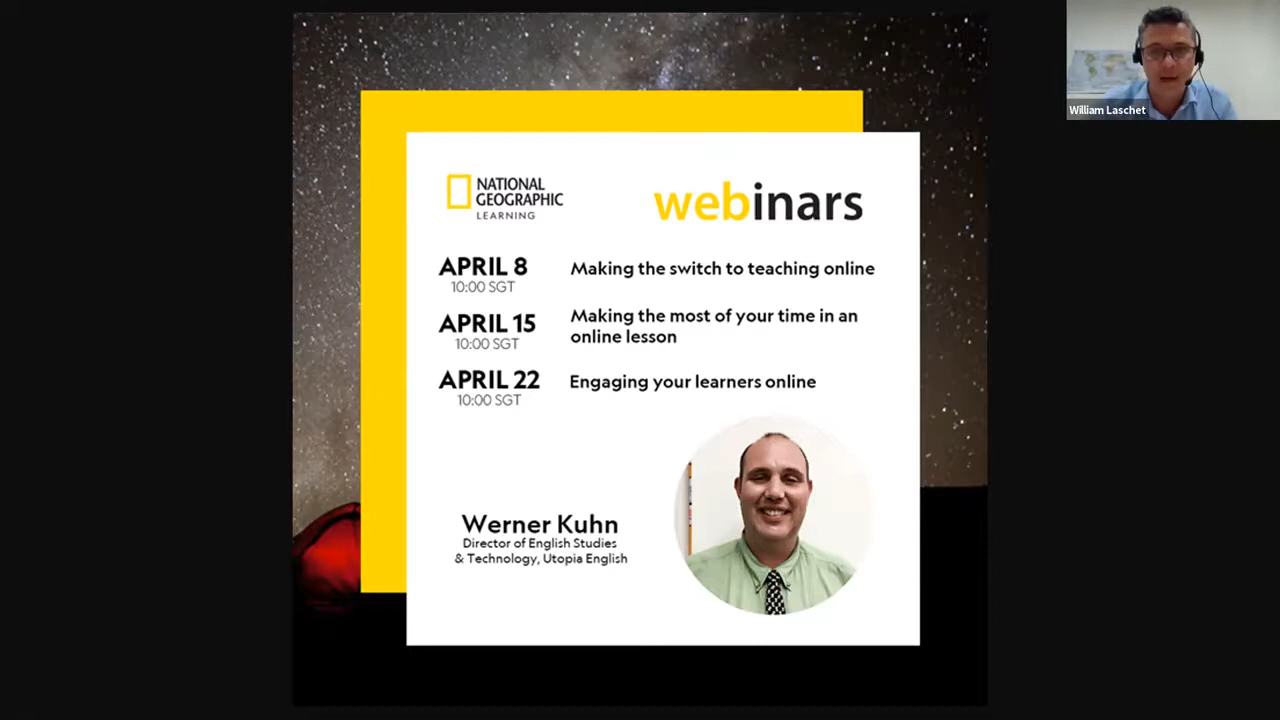 William Laschet
NATIONAL
GEOGRAPHIC
LEARNING
webinars
APRIL 8
10:00 SGT
Making the switch to teaching online
APRIL 15
10:00 SGT
Making the most of your time in an
online lesson
APRIL 22
10:00 SGT
Engaging your learners online
Werner Kuhn
Director of English Studies
& Technology, Utopia English